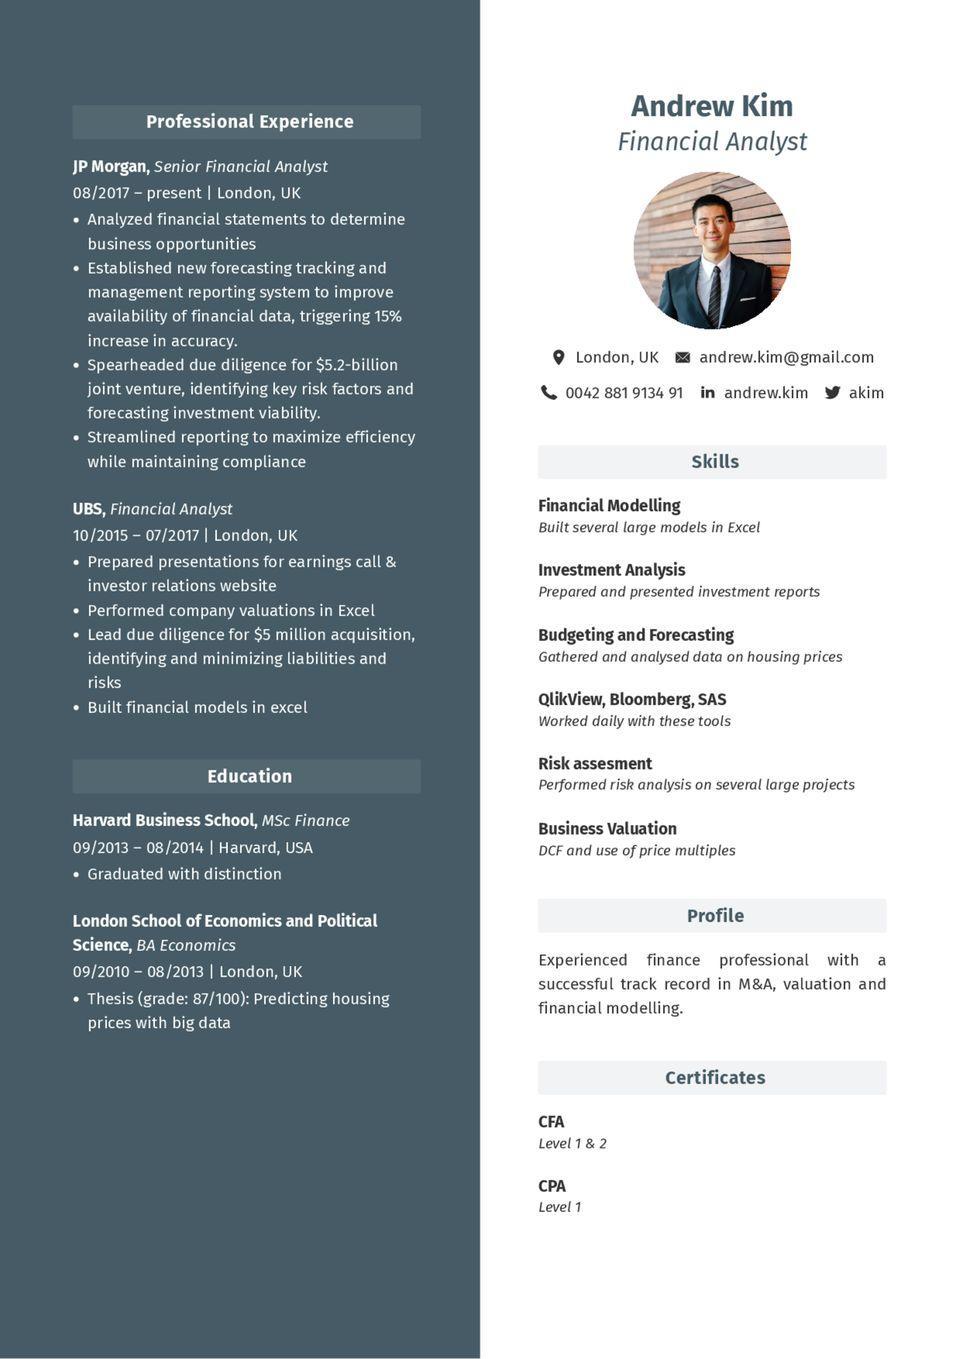 Professional Experience
JP Morgan, Senior Financial Analyst
08/2017 – present | London, UK
• Analyzed financial statements to determine
business opportunities
• Established new forecasting tracking and
management reporting system to improve
availability of financial data, triggering 15%
increase in accuracy.
• Spearheaded due diligence for $5.2-billion
joint venture, identifying key risk factors and
forecasting investment viability.
• Streamlined reporting to maximize efficiency
while maintaining compliance
UBS, Financial Analyst
10/2015 – 07/2017 | London, UK
• Prepared presentations for earnings call &
investor relations website
• Performed company valuations in Excel
• Lead due diligence for $5 million acquisition,
identifying and minimizing liabilities and
risks
• Built financial models in excel
Education
Harvard Business School, MSc Finance
09/2013 – 08/2014 | Harvard, USA
• Graduated with distinction
London School of Economics and Political
Science, BA Economics
09/2010 – 08/2013 | London, UK
• Thesis (grade: 87/100): Predicting housing
prices with big data
Andrew Kim
Financial Analyst
London, UK andrew.kim@gmail.com
0042 881 9134 91 in andrew.kim akim
Skills
Financial Modelling
Built several large models in Excel
Investment Analysis
Prepared and presented investment reports
Budgeting and Forecasting
Gathered and analysed data on housing prices
QlikView, Bloomberg, SAS
Worked daily with these tools
Risk assesment
Performed risk analysis on several large projects
Business Valuation
DCF and use of price multiples
Profile
Experienced finance professional with a
successful track record in M&A, valuation and
financial modelling.
Certificates
CFA
Level 1 & 2
CPA
Level 1